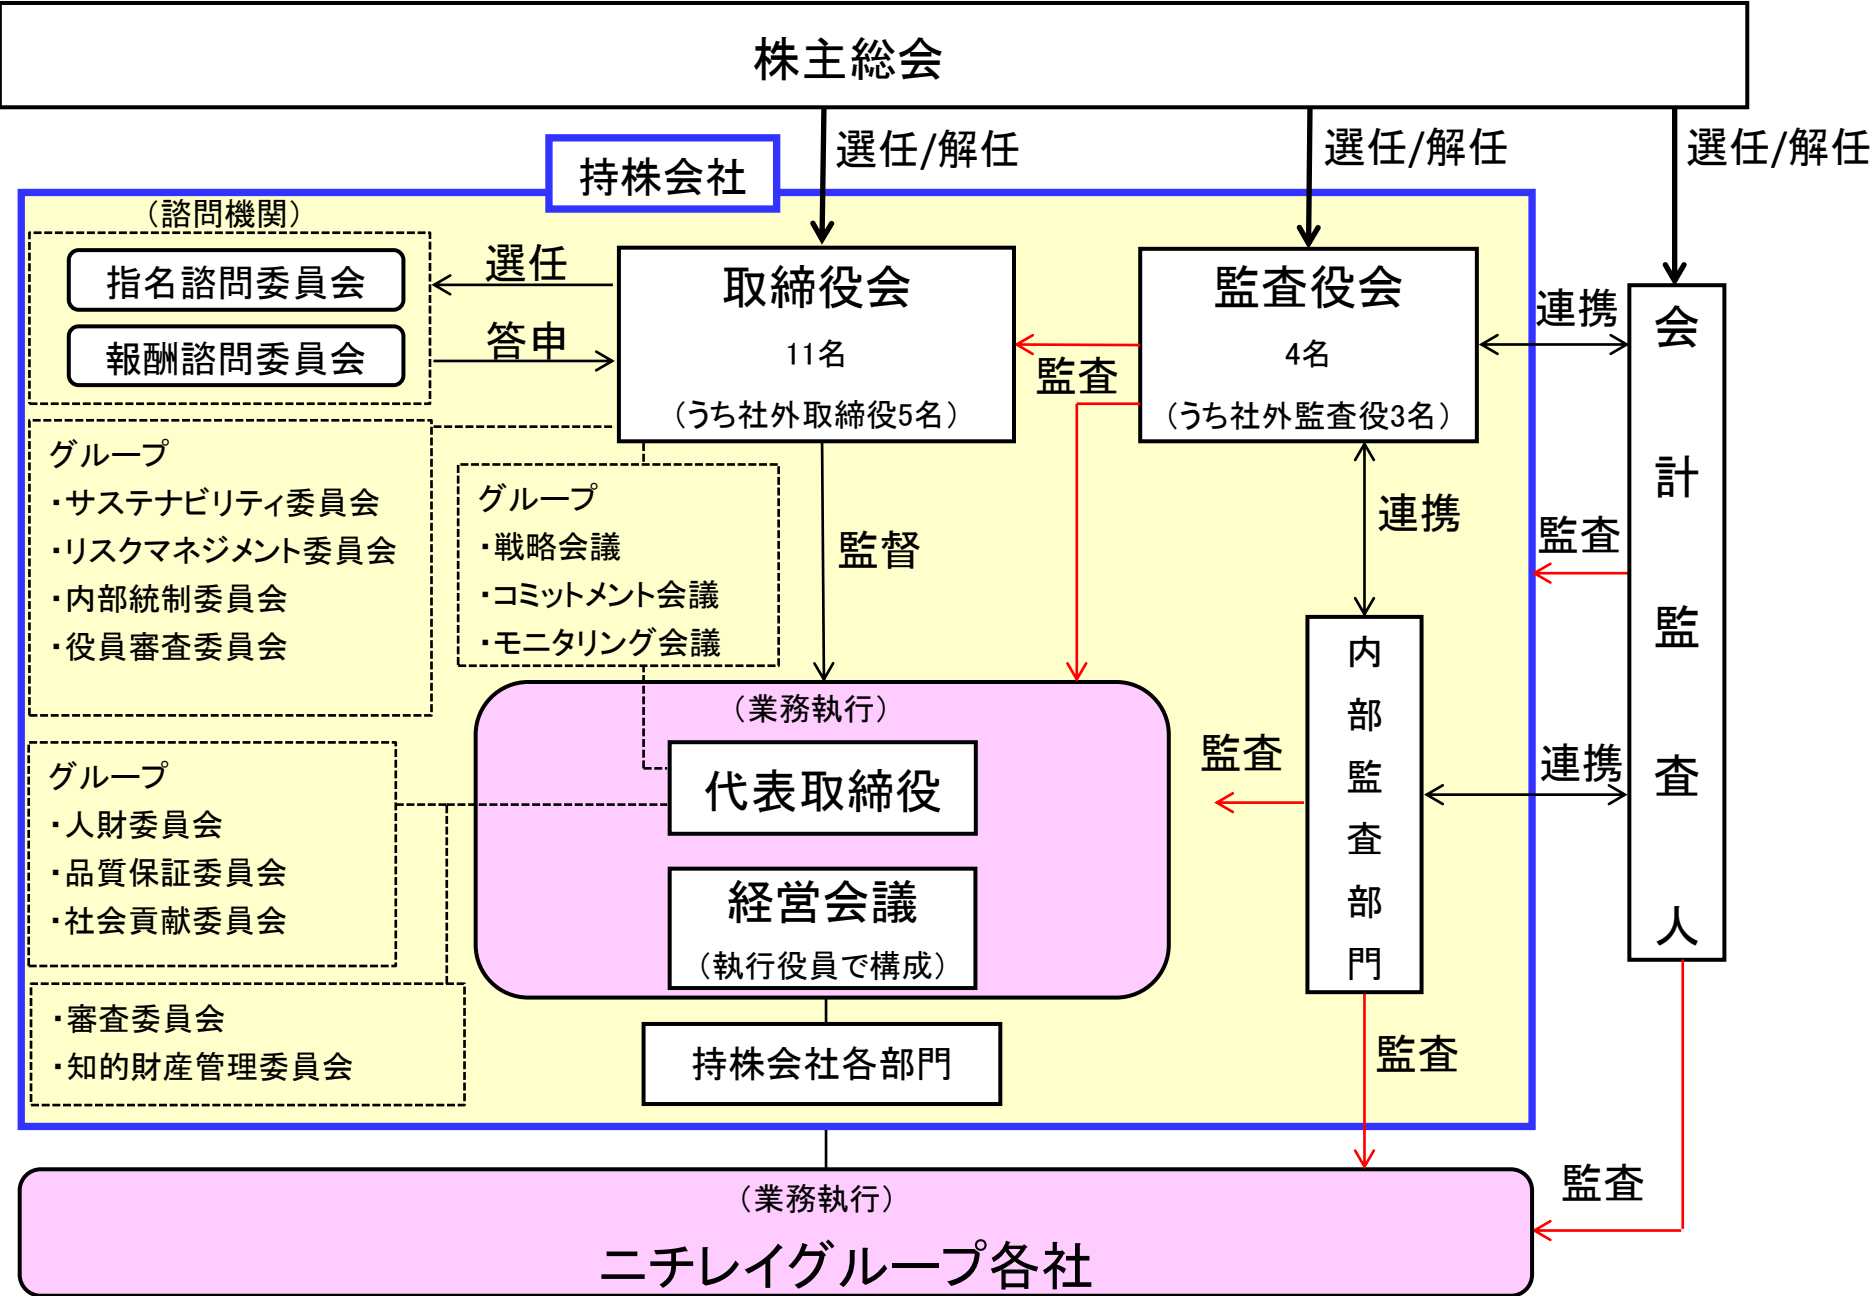 株主総会
選任/解任
選任/解任
選任/解任
持株会社
（諮問機関）
指名諮問委員会
報酬諮問委員会
選任
答申
取締役会
11名
（うち社外取締役5名）
監査
監査役会
4名
（うち社外監査役3名）
連携
会計監査人
グループ
・サステナビリティ委員会
・リスクマネジメント委員会
・内部統制委員会
・役員審査委員会
グループ
・戦略会議
・コミットメント会議
・モニタリング会議
監督
連携
監査
内部監査部門
（業務執行）
代表取締役
経営会議
（執行役員で構成）
監査
連携
グループ
・人財委員会
・品質保証委員会
・社会貢献委員会
・審査委員会
・知的財産管理委員会
持株会社各部門
監査
監査
（業務執行）
ニチレイグループ各社